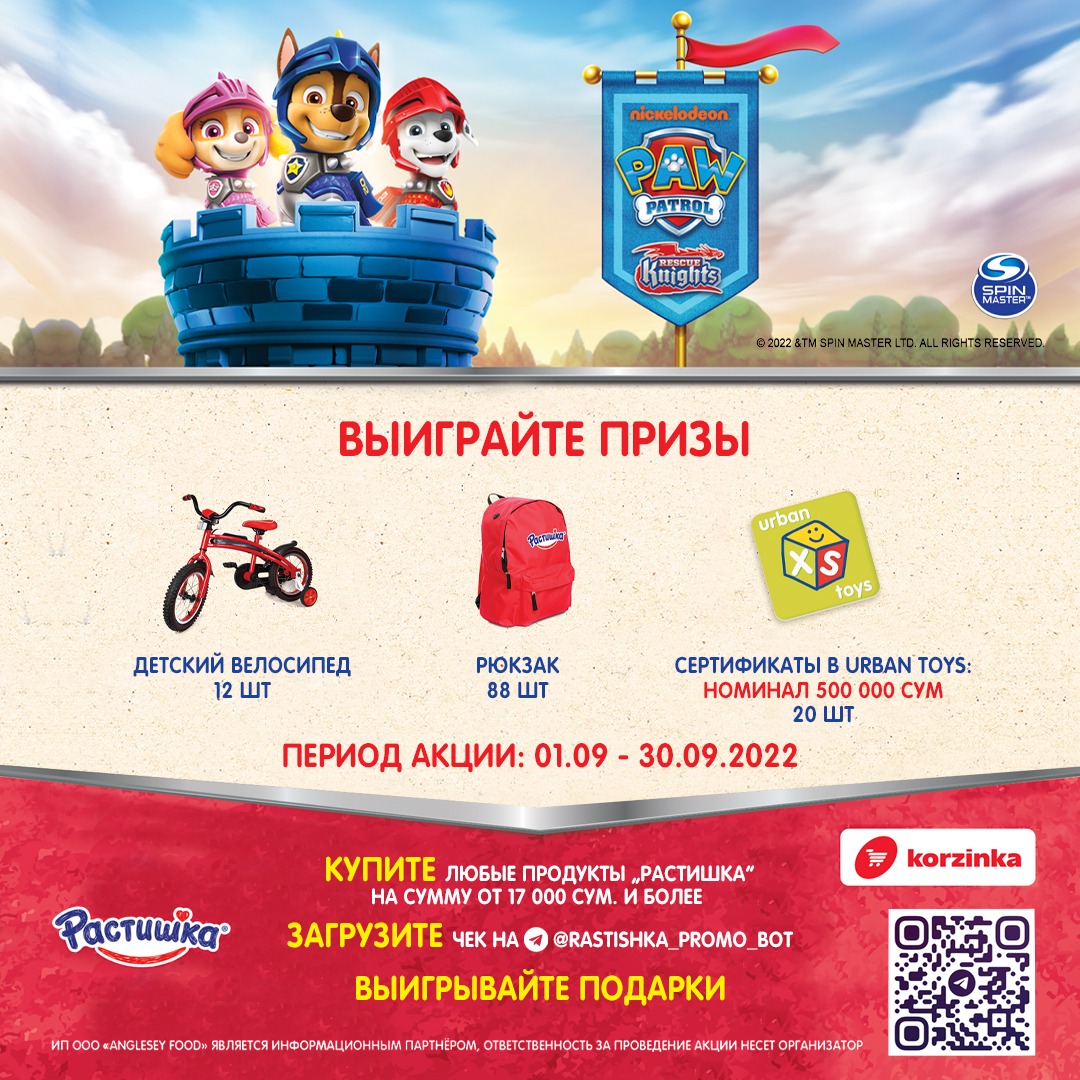 nickelodeon
PAW
PATROL
RESCUE
Knights
SPIN
MASTER™
© 2022 &TM SPIN MASTER LTD. ALL RIGHTS RESERVED.
ВЫИГРАЙТЕ ПРИЗЫ
Растишка
urban
XS
toys
ДЕТСКИЙ ВЕЛОСИПЕД
12 ШТ
РЮКЗАК
88 ШТ
СЕРТИФИКАТЫ В URBAN TOYS:
НОМИНАЛ 500 000 СУМ
20 ШТ
ПЕРИОД АКЦИИ: 01.09 - 30.09.2022
korzinka
КУПИТЕ ЛЮБЫЕ ПРОДУКТЫ „РАСТИШКА”
НА СУММУ ОТ 17 000 СУМ. И БОЛЕЕ
Растишка®
ЗАГРУЗИТЕ ЧЕК НА @RASTISHKA_PROMO_BOT
ВЫИГРЫВАЙТЕ ПОДАРКИ
ИП ООО «ANGLESEY FOOD» ЯВЛЯЕТСЯ ИНФОРМАЦИОННЫМ ПАРТНЁРОМ, ОТВЕТСТВЕННОСТЬ ЗА ПРОВЕДЕНИЕ АКЦИИ НЕСЕТ ОРГАНИЗАТОР